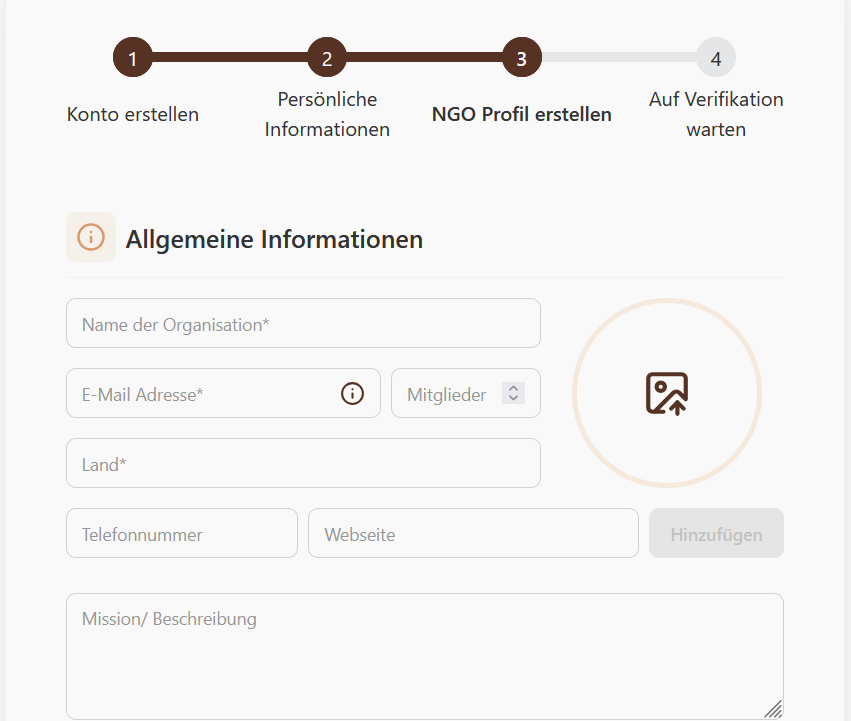 1
2
3
4
Konto erstellen
Persönliche
Informationen
NGO Profil erstellen
Auf Verifikation
warten
Allgemeine Informationen
Name der Organisation*
E-Mail Adresse*
Mitglieder
Land*
Telefonnummer
Webseite
Hinzufügen
Mission/ Beschreibung